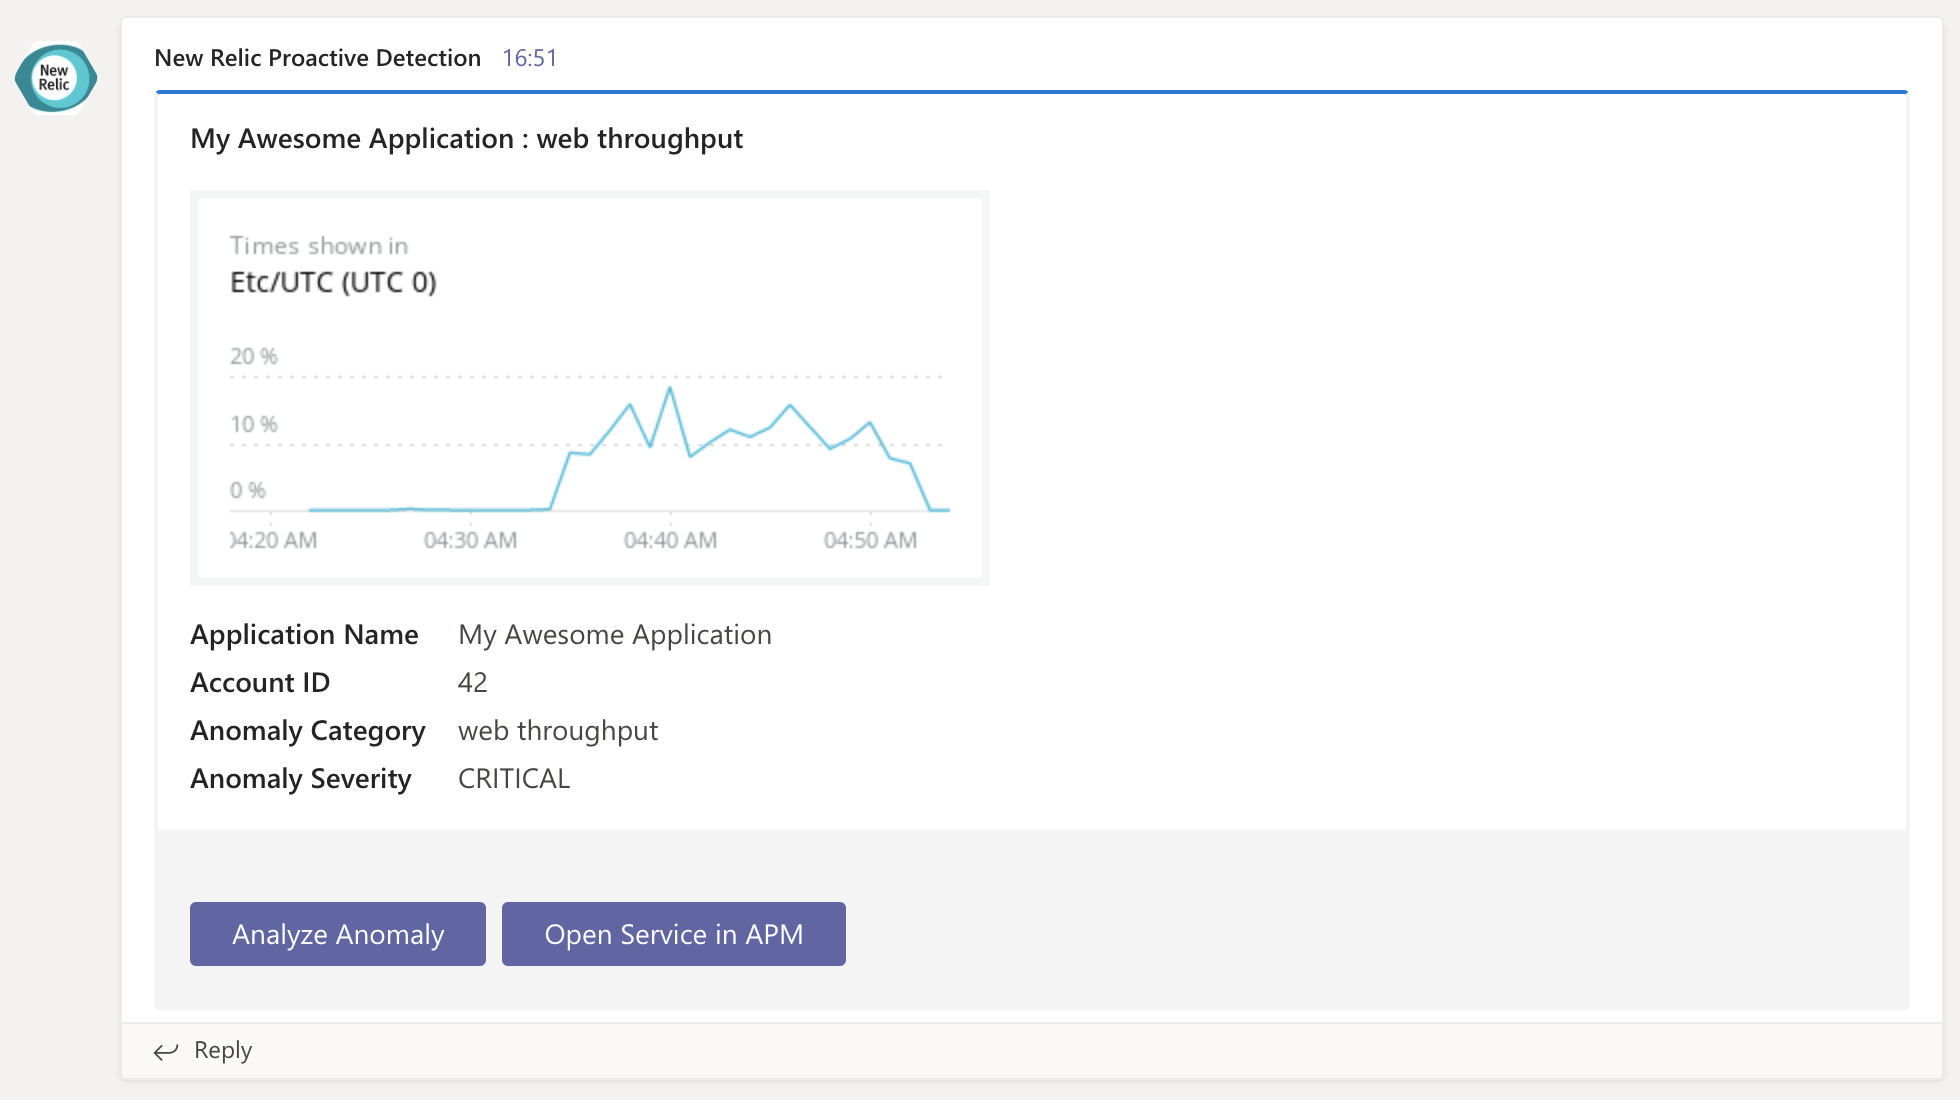 New Relic
New Relic Proactive Detection 16:51
My Awesome Application : web throughput
Times shown in
Etc/UTC (UTC 0)
20 %
10 %
0 %
04:20 AM 04:30 AM 04:40 AM 04:50 AM
Application Name My Awesome Application
Account ID 42
Anomaly Category web throughput
Anomaly Severity CRITICAL
Analyze Anomaly Open Service in APM
Reply